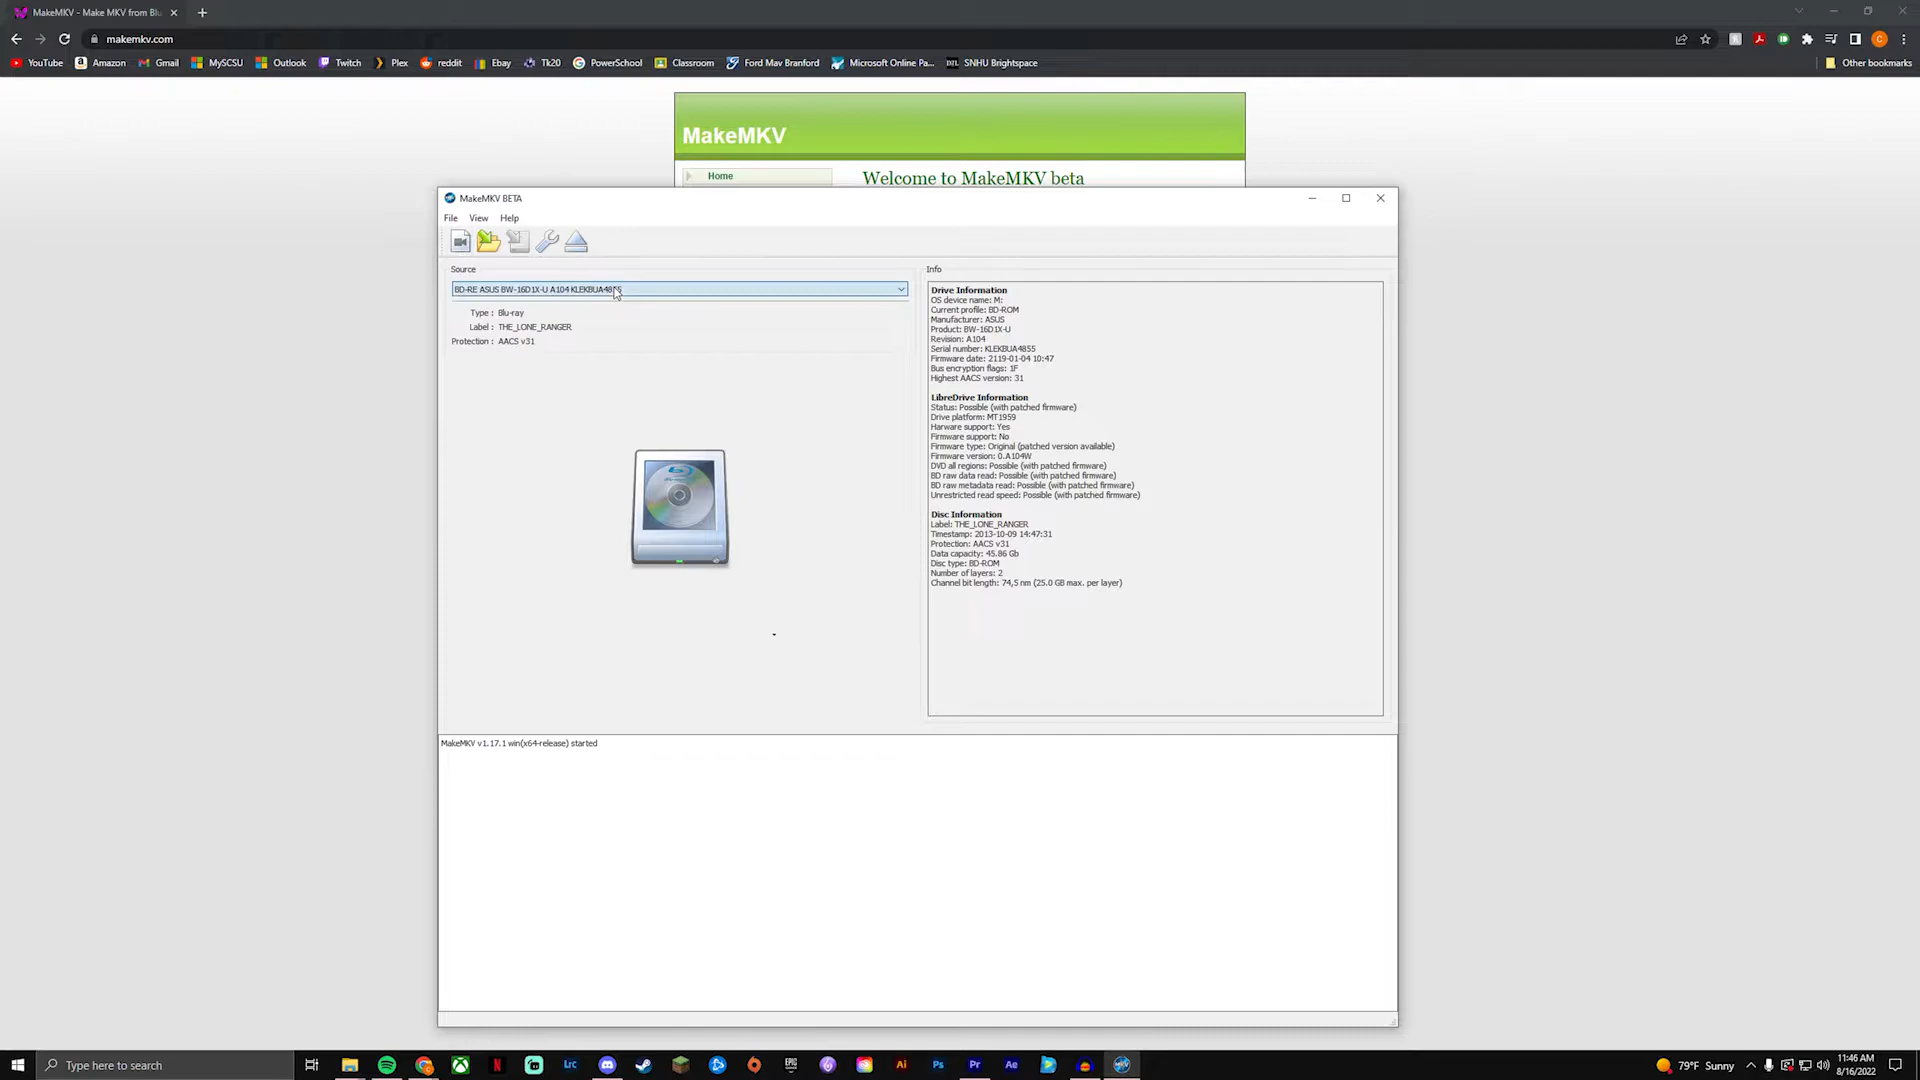 MakeMKV - Make MKV from Blu
makemkv.com
YouTube Amazon Gmail MySCSU Outlook Twitch Plex reddit Ebay Tk20 PowerSchool Classroom Ford Mav Branford Microsoft Online Pa... SNHU Brightspace Other bookmarks
MakeMKV
Home
Welcome to MakeMKV beta
MakeMKV BETA
File View Help
Source
BD-RE ASUS BW-16D1X-U A104 KLEKBUA4855
Type : Blu-ray
Label : THE_LONE_RANGER
Protection : AACS v31
Info
Drive Information
OS device name: M:
Current profile: BD-ROM
Manufacturer: ASUS
Product: BW-16D1X-U
Revision: A104
Serial number: KLEKBUA4855
Firmware date: 2119-01-04 10:47
Bus encryption flags: 1F
Highest AACS version: 31
LibreDrive Information
Status: Possible (with patched firmware)
Drive platform: MT1959
Harware support: Yes
Firmware support: No
Firmware type: Original (patched version available)
Firmware version: 0.A104W
DVD all regions: Possible (with patched firmware)
BD raw data read: Possible (with patched firmware)
BD raw metadata read: Possible (with patched firmware)
Unrestricted read speed: Possible (with patched firmware)
Disc Information
Label: THE_LONE_RANGER
Timestamp: 2013-10-09 14:47:31
Protection: AACS v31
Data capacity: 45.86 Gb
Disc type: BD-ROM
Number of layers: 2
Channel bit length: 74,5 nm (25.0 GB max. per layer)
MakeMKV v1.17.1 win(x64-release) started
Type here to search
Lrc
EPIC
Ai
Ps
Pr
Ae
79°F Sunny
11:46 AM
8/16/2022